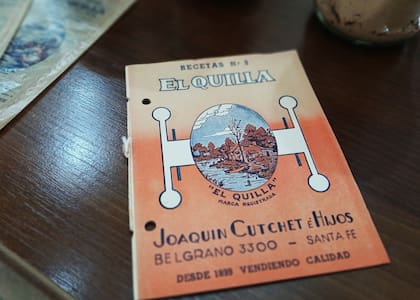 RECETAS Nº 5
EL QUILLA
"EL QUILLA"
MARCA REGISTRADA
JOAQUIN CUTCHET É HIJOS
BELGRANO 3300 - SANTA FE
DESDE 1899 VENDIENDO CALIDAD